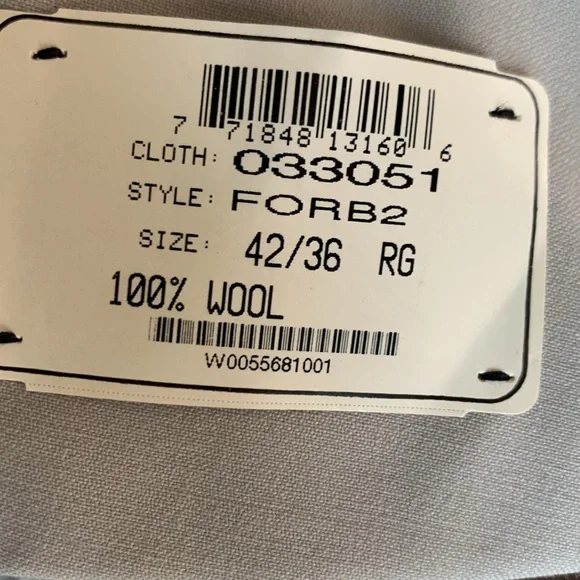 7 71848 13160 6
CLOTH: 033051
STYLE: FORB2
SIZE: 42/36 RG
100% WOOL
W0055681001